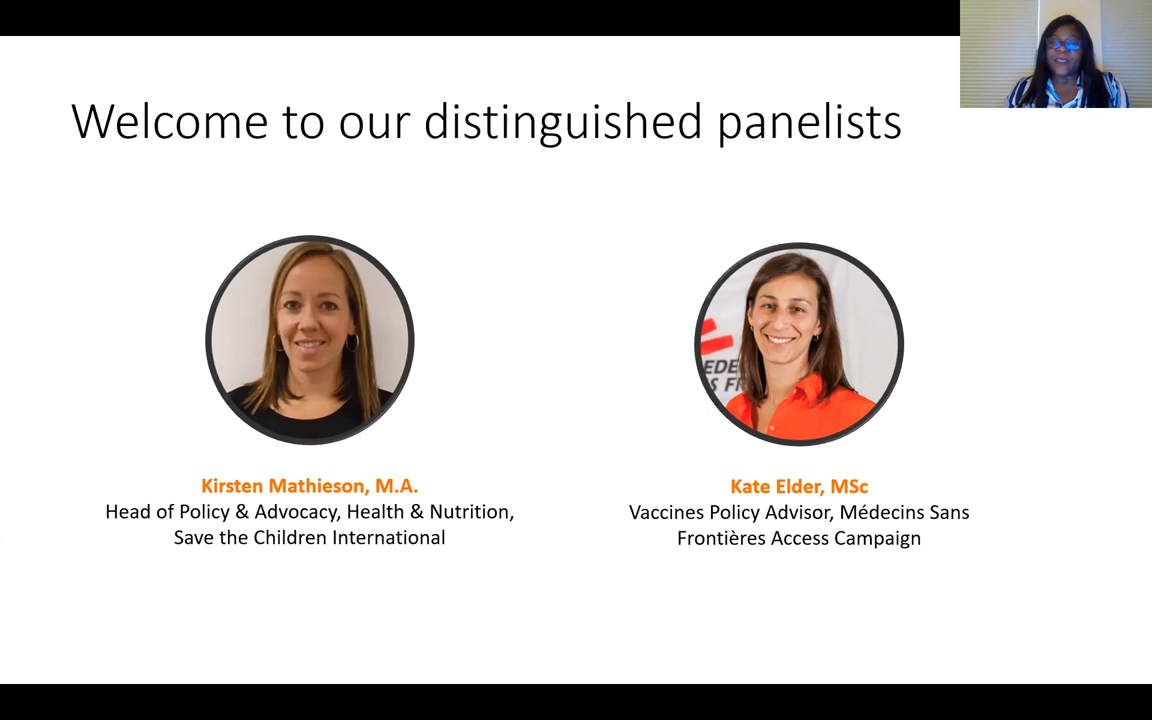 Welcome to our distinguished panelists
EDE
S F
Kirsten Mathieson, M.A.
Head of Policy & Advocacy, Health & Nutrition,
Save the Children International
Kate Elder, MSc
Vaccines Policy Advisor, Médecins Sans
Frontières Access Campaign